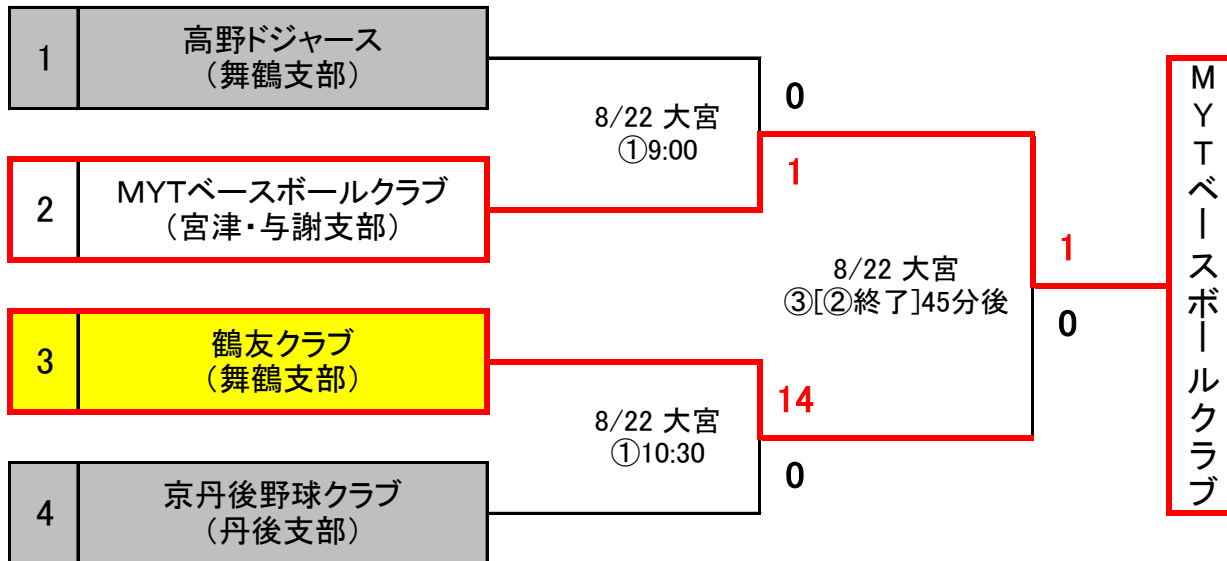 1
高野ドジャース
（舞鶴支部）
8/22 大宮
①9:00
0
1
2
MYTベースボールクラブ
（宮津・与謝支部）
8/22 大宮
③[②終了]45分後
1
0
MYTベースボールクラブ
3
鶴友クラブ
（舞鶴支部）
8/22 大宮
①10:30
14
0
4
京丹後野球クラブ
（丹後支部）